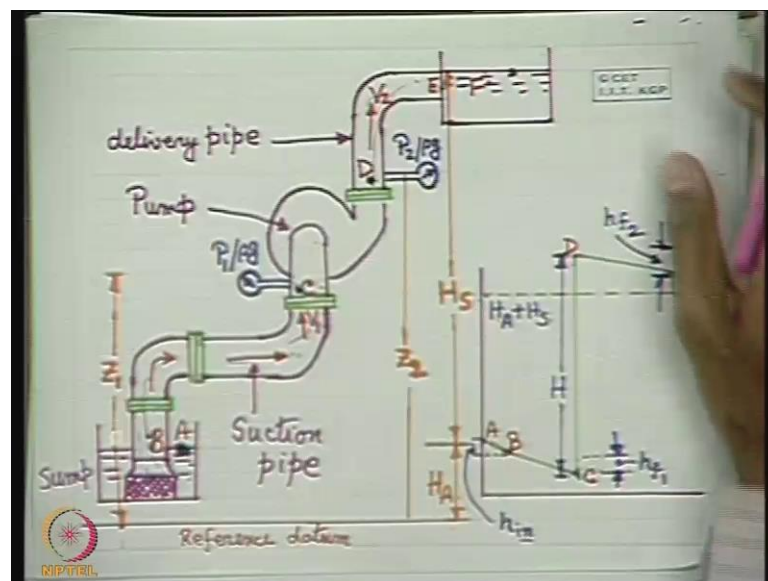 © CET
I.I.T. KGP
delivery pipe
V2
E
F
D
P2/ρg
Pump
P1/ρg
C
V1
Z1
Hs
Z2
B
A
Suction
pipe
Sump
HA
Reference datum
hin
hf2
D
HA+Hs
H
A
B
C
hf1
NPTEL